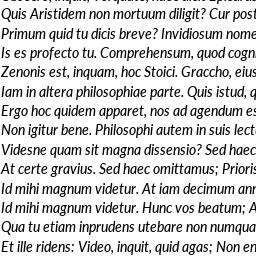 Quis Aristidem non mortuum diligit? Cur post
Primum quid tu dicis breve? Invidiosum nome
Is es profecto tu. Comprehensum, quod cogn
Zenonis est, inquam, hoc Stoici. Graccho, eius
Iam in altera philosophiae parte. Quis istud, q
Ergo hoc quidem apparet, nos ad agendum es
Non igitur bene. Philosophi autem in suis lect
Videsne quam sit magna dissensio? Sed haec
At certe gravius. Sed haec omittamus; Prioris
Id mihi magnum videtur. At iam decimum ann
Id mihi magnum videtur. Hunc vos beatum; A
Qua tu etiam inprudens utebare non numqua
Et ille ridens: Video, inquit, quid agas; Non en